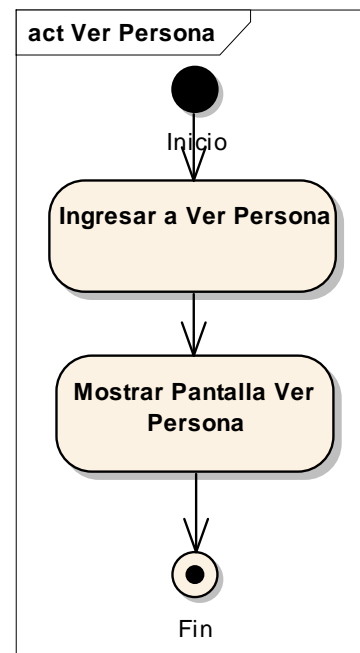 act Ver Persona
Inicio
Ingresar a Ver Persona
Mostrar Pantalla Ver
Persona
Fin